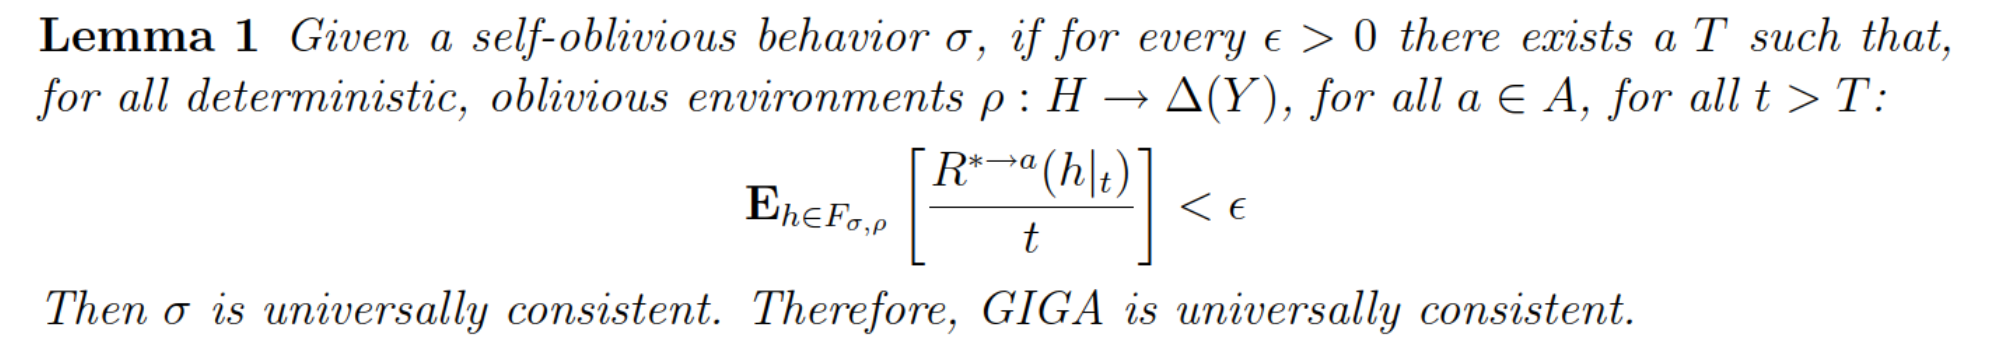 Lemma 1 Given a self-oblivious behavior σ, if for every ϵ > 0 there exists a T such that,
for all deterministic, oblivious environments ρ : H → Δ(Y), for all a ∈ A, for all t > T:
E_{h∈F_{σ,ρ}} [ R^{*→a}(h|_t) / t ] < ϵ
Then σ is universally consistent. Therefore, GIGA is universally consistent.